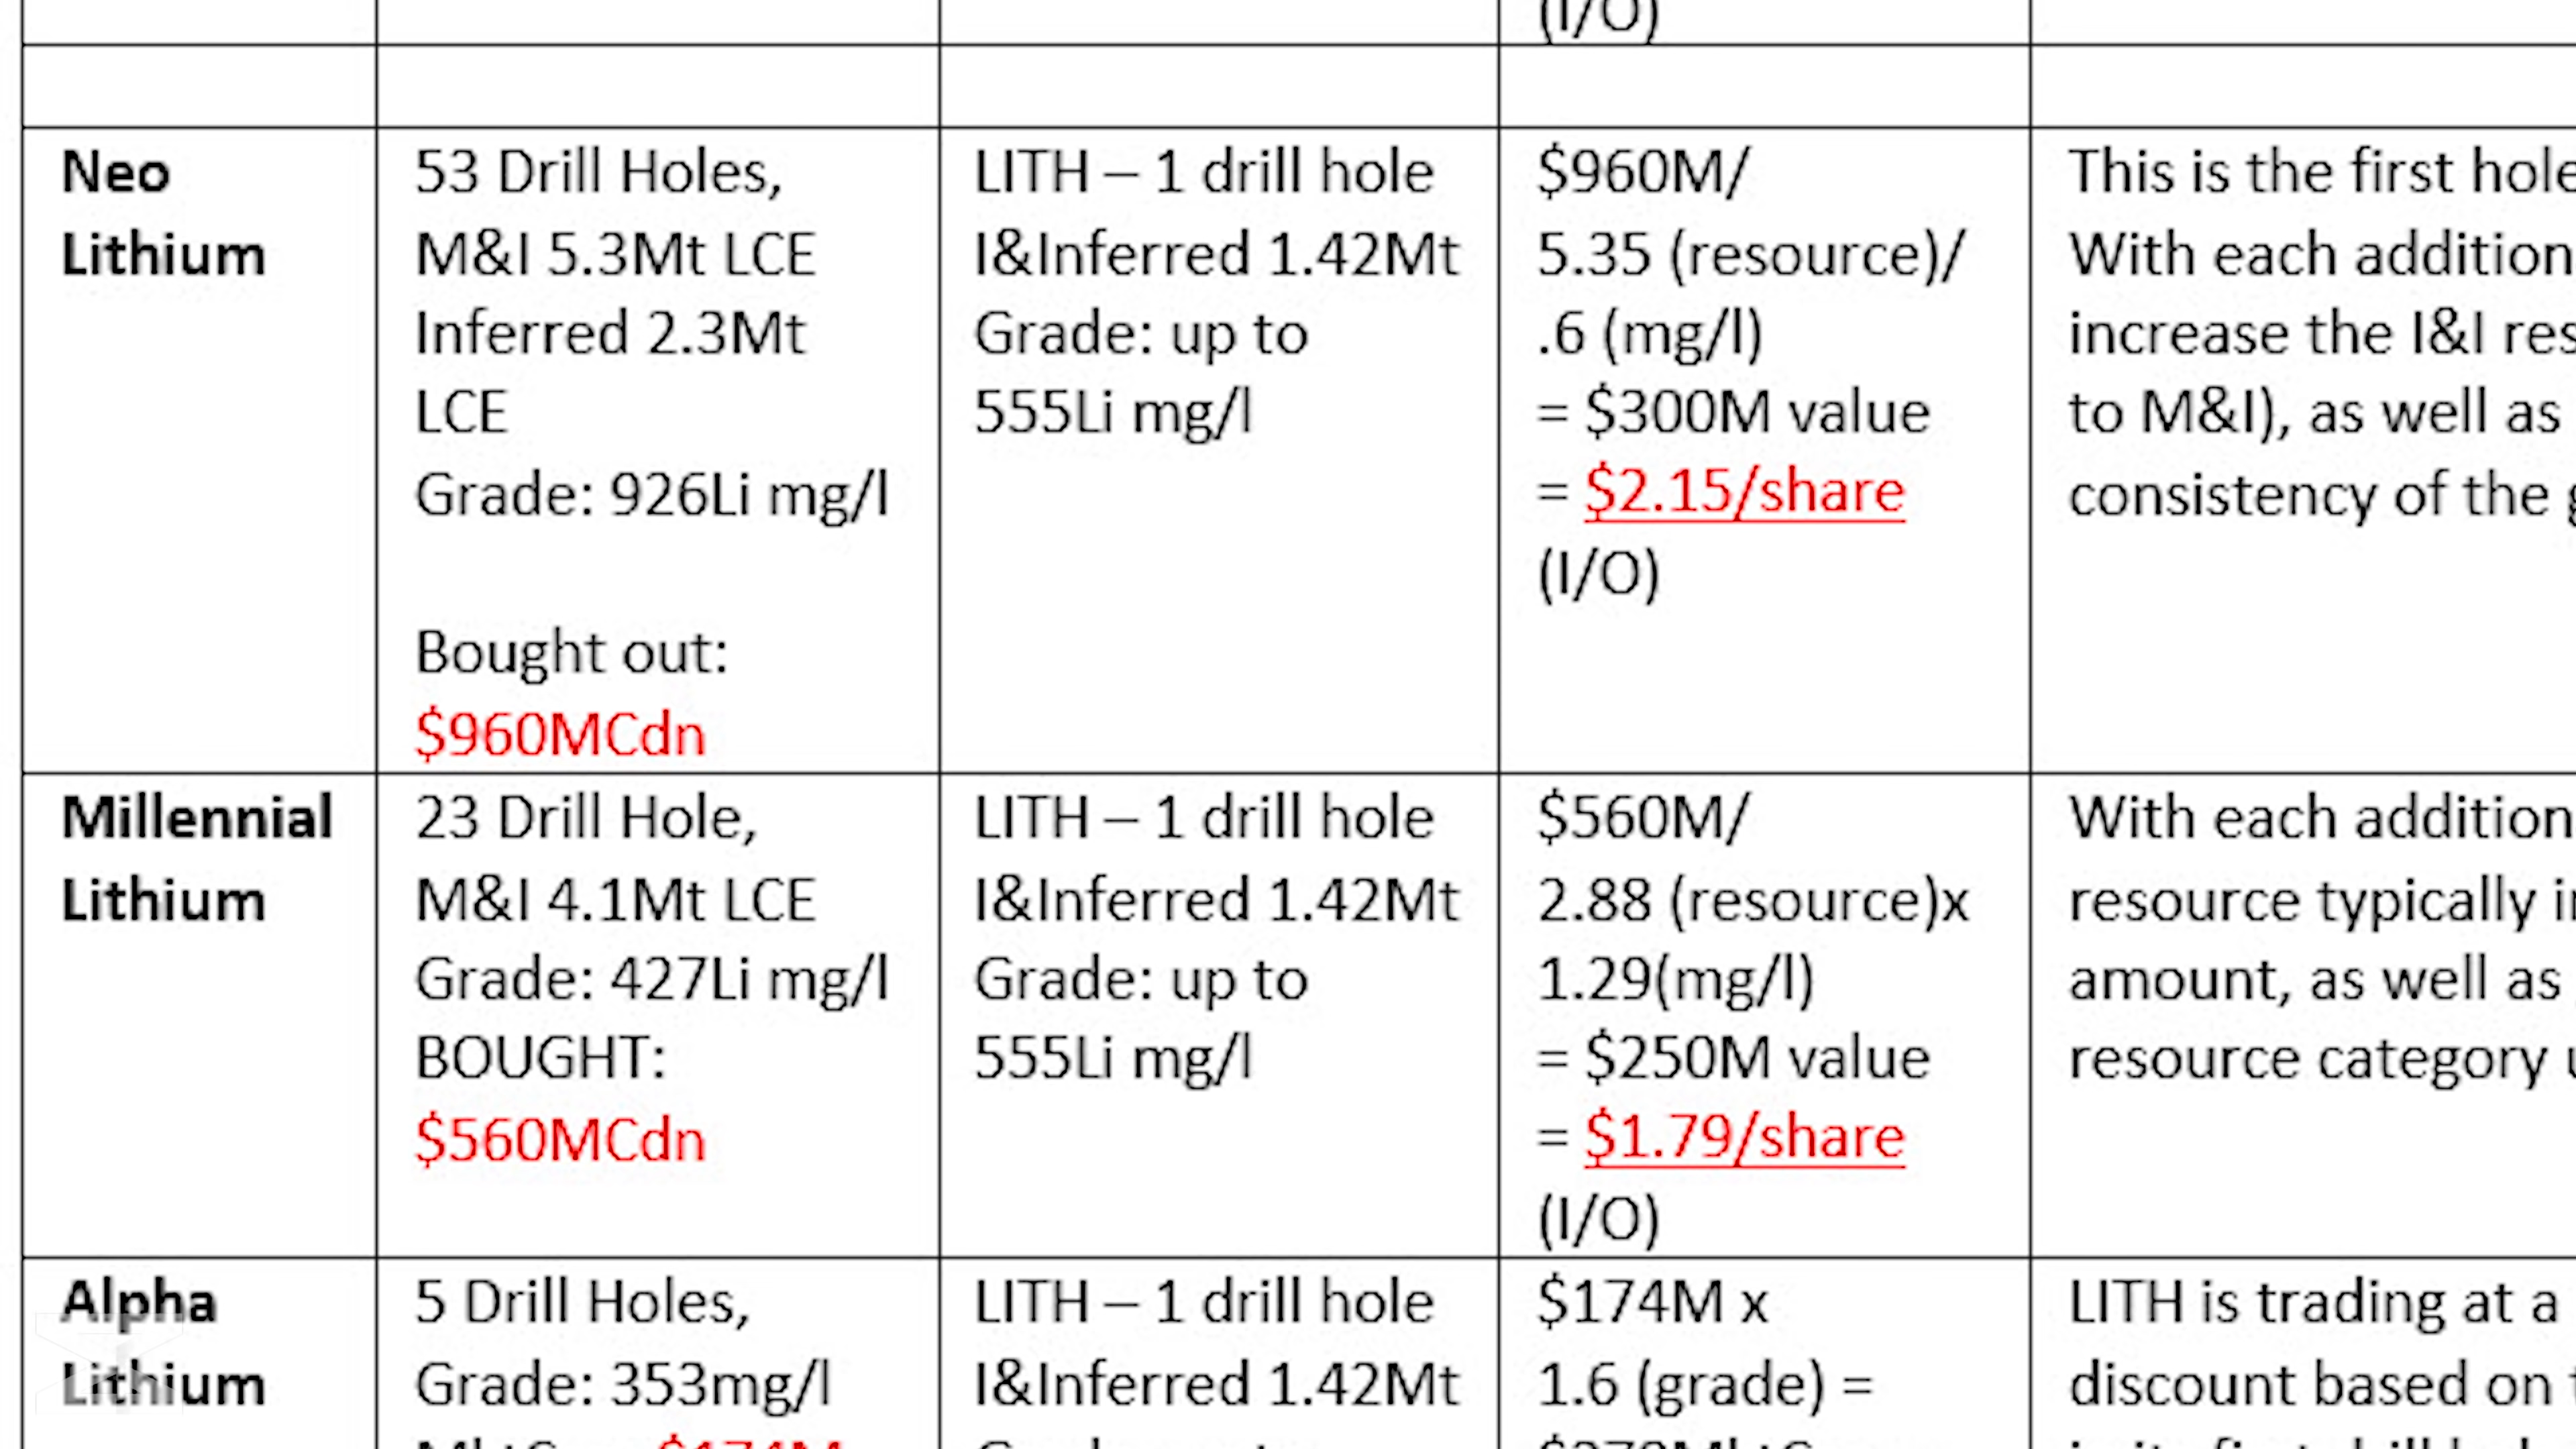 (I/O)
Neo
Lithium
53 Drill Holes,
M&I 5.3Mt LCE
Inferred 2.3Mt
LCE
Grade: 926Li mg/l
Bought out:
$960MCdn
LITH – 1 drill hole
I&Inferred 1.42Mt
Grade: up to
555Li mg/l
$960M/
5.35 (resource)/
.6 (mg/l)
= $300M value
= $2.15/share
(I/O)
This is the first hole
With each addition
increase the I&I res
to M&I), as well as
consistency of the
Millennial
Lithium
23 Drill Hole,
M&I 4.1Mt LCE
Grade: 427Li mg/l
BOUGHT:
$560MCdn
LITH – 1 drill hole
I&Inferred 1.42Mt
Grade: up to
555Li mg/l
$560M/
2.88 (resource)x
1.29(mg/l)
= $250M value
= $1.79/share
(I/O)
With each addition
resource typically
amount, as well as
resource category
Alpha
Lithium
5 Drill Holes,
Grade: 353mg/l
LITH – 1 drill hole
I&Inferred 1.42Mt
$174M x
1.6 (grade) =
LITH is trading at a
discount based on